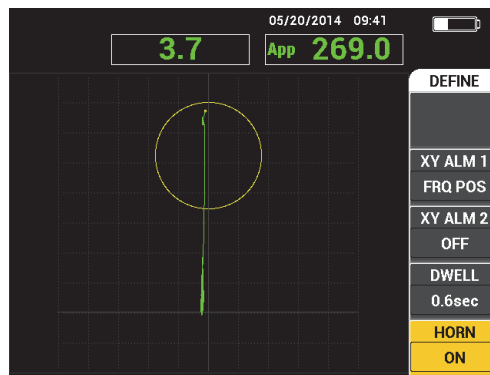 05/20/2014 09:41
3.7
App 269.0
DEFINE
XY ALM 1
FRQ POS
XY ALM 2
OFF
DWELL
0.6sec
HORN
ON